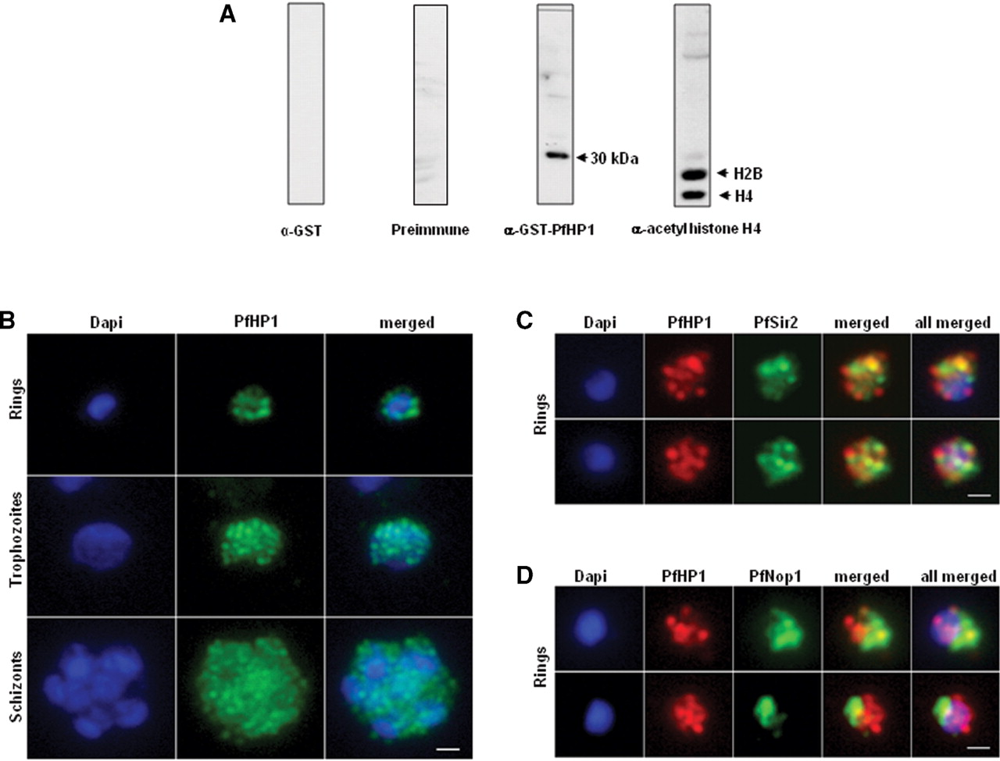 A
30 kDa
H2B
H4
α-GST
Preimmune
α-GST-PfHP1
α-acetyl histone H4
B
Dapi
PfHP1
merged
Rings
Trophozoites
Schizonts
C
Dapi
PfHP1
PfSir2
merged
all merged
Rings
D
Dapi
PfHP1
PfNop1
merged
all merged
Rings